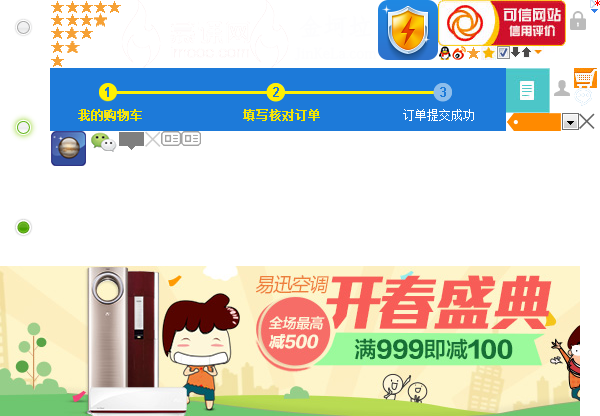 可信网站
信用评价
1 2 3
我的购物车 填写核对订单 订单提交成功
易迅空调
开春盛典
全场最高
减500
满999即减100